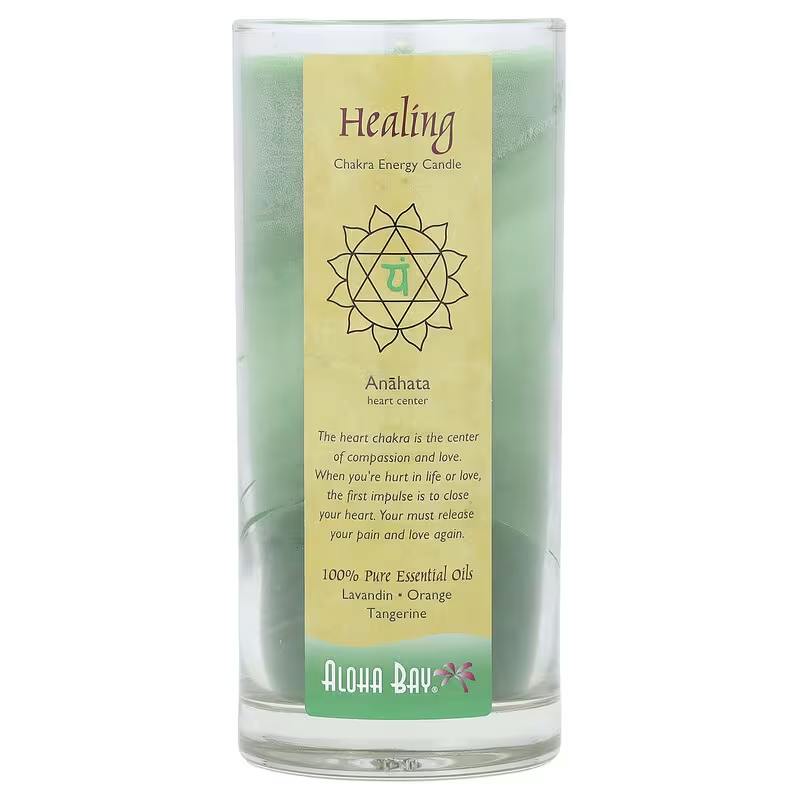 Healing
Chakra Energy Candle
यं
Anāhata
heart center
The heart chakra is the center
of compassion and love.
When you're hurt in life or love,
the first impulse is to close
your heart. Your must release
your pain and love again.
100% Pure Essential Oils
Lavandin • Orange
Tangerine
ALOHA BAY®